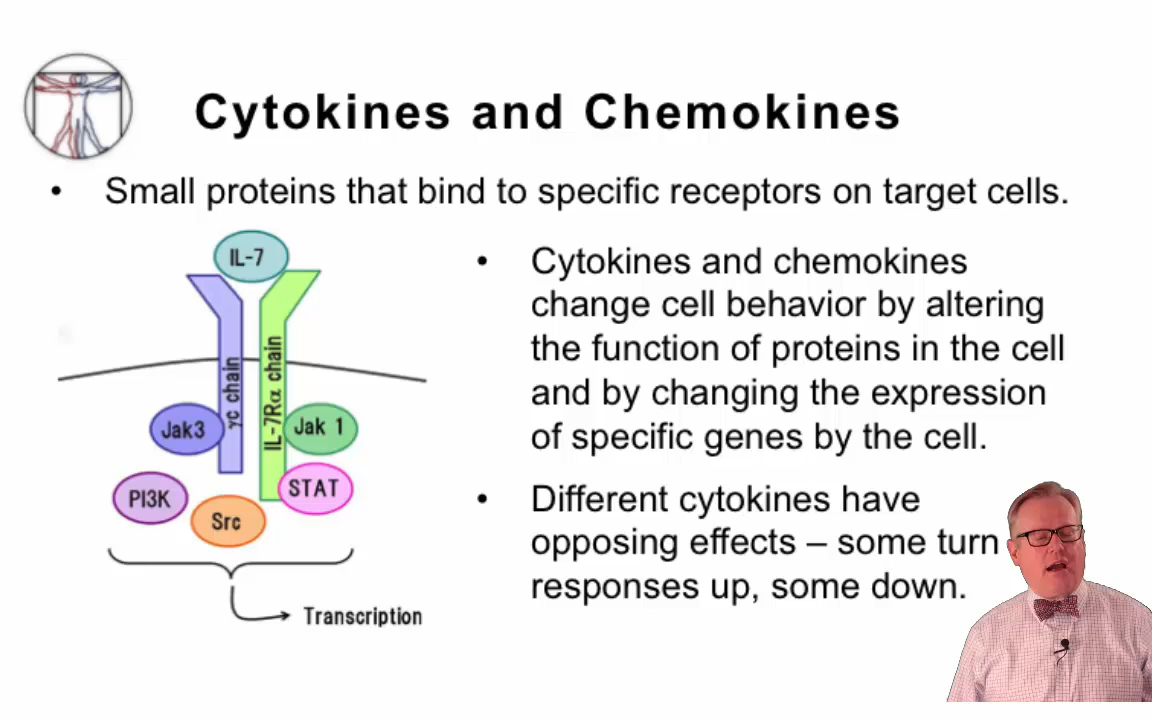 Cytokines and Chemokines
• Small proteins that bind to specific receptors on target cells.
IL-7
γc chain
IL-7Rα chain
Jak3
Jak 1
PI3K
Src
STAT
Transcription
• Cytokines and chemokines
change cell behavior by altering
the function of proteins in the cell
and by changing the expression
of specific genes by the cell.
• Different cytokines have
opposing effects – some turn
responses up, some down.